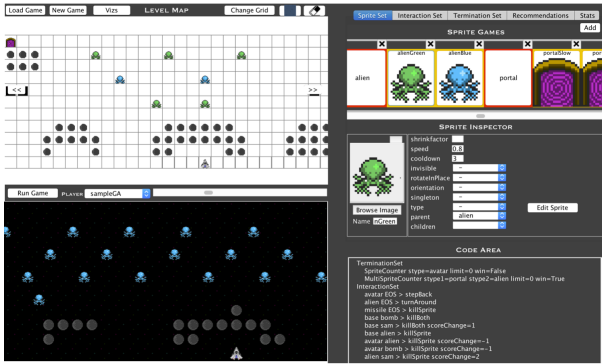 Load Game New Game Vizs LEVEL MAP Change Grid
<< >>
Run Game PLAYER sampleGA
Sprite Set Interaction Set Termination Set Recommendations Stats
SPRITE GAMES Add
alien alienGreen alienBlue portal portalSlow
SPRITE INSPECTOR
shrinkfactor
speed 0.8
cooldown 3
invisible -
rotateInPlace -
orientation -
singleton -
type -
parent alien
children
Browse Image
Name nGreen
Edit Sprite
CODE AREA
TerminationSet
SpriteCounter stype=avatar limit=0 win=False
MultiSpriteCounter stype1=portal stype2=alien limit=0 win=True
InteractionSet
avatar EOS > stepBack
alien EOS > turnAround
missile EOS > killSprite
base bomb > killBoth
base sam > killBoth scoreChange=1
base alien > killSprite
avatar alien > killSprite scoreChange=-1
avatar bomb > killSprite scoreChange=-1
alien sam > killSprite scoreChange=2